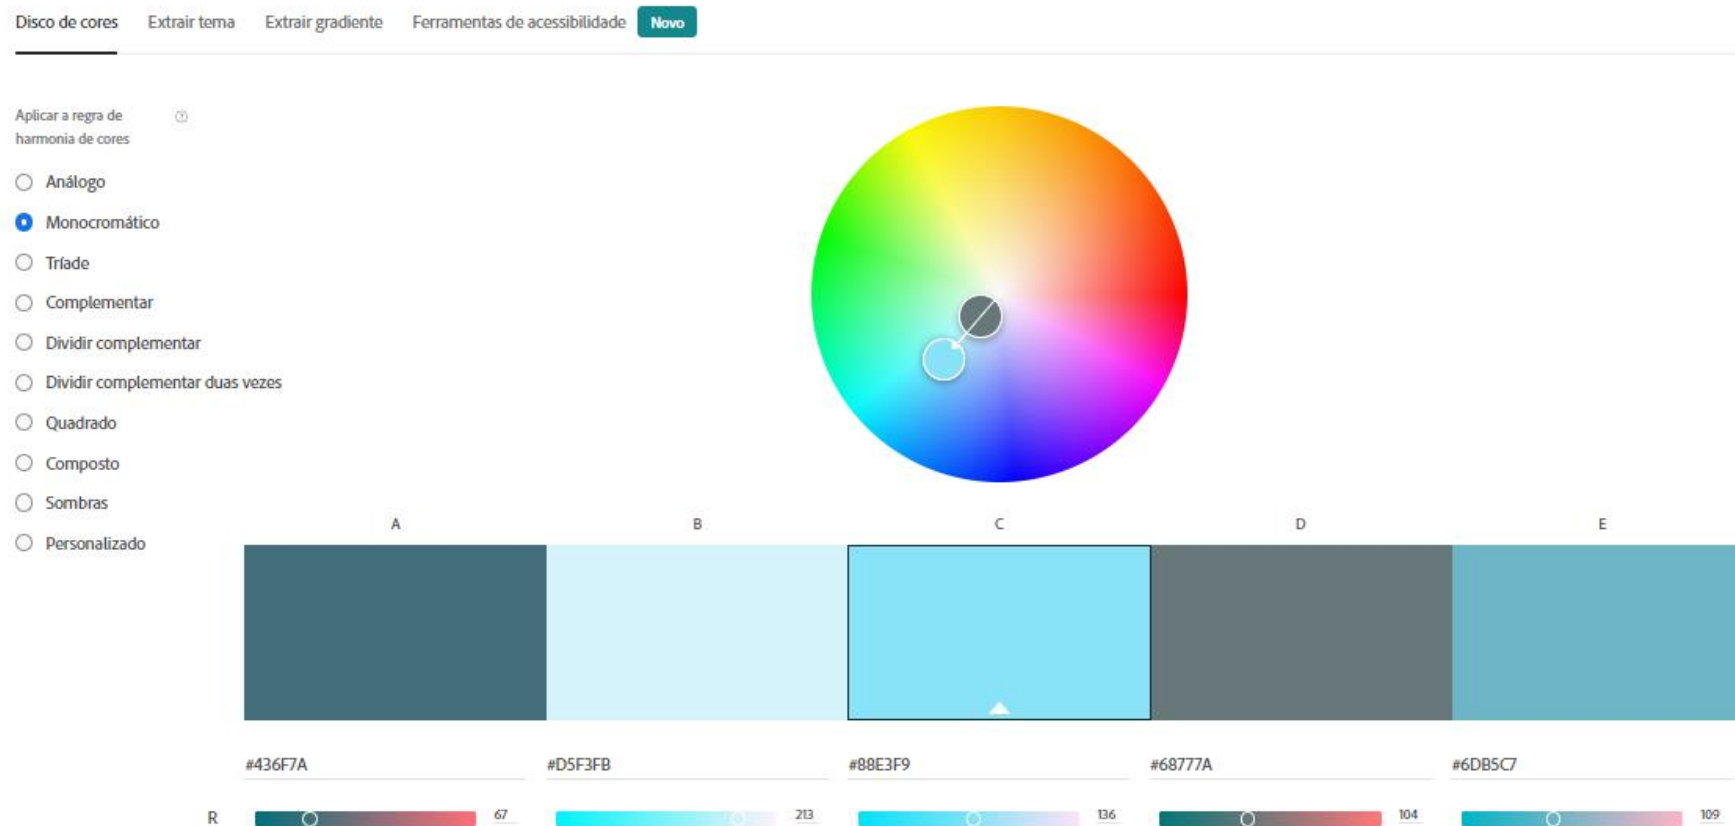 Disco de cores Extrair tema Extrair gradiente Ferramentas de acessibilidade Novo
Aplicar a regra de
harmonia de cores
Análogo
Monocromático
Tríade
Complementar
Dividir complementar
Dividir complementar duas vezes
Quadrado
Composto
Sombras
Personalizado
A B C D E
#436F7A #D5F3FB #88E3F9 #68777A #6DB5C7
R 67 213 136 104 109